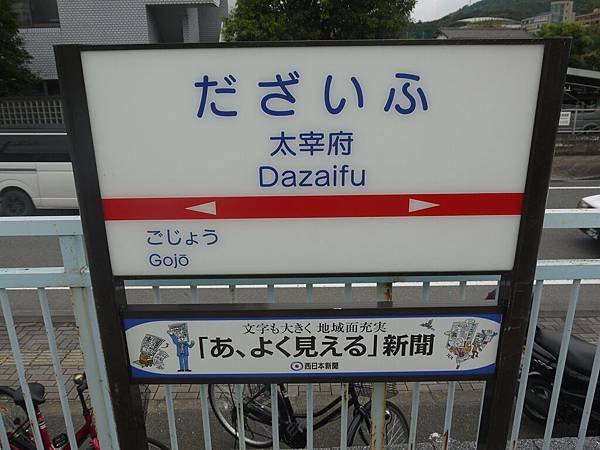 だざいふ
太宰府
Dazaifu
ごじょう
Gojō
文字も大きく 地域面充実
「あ、よく見える」新聞
西日本新聞